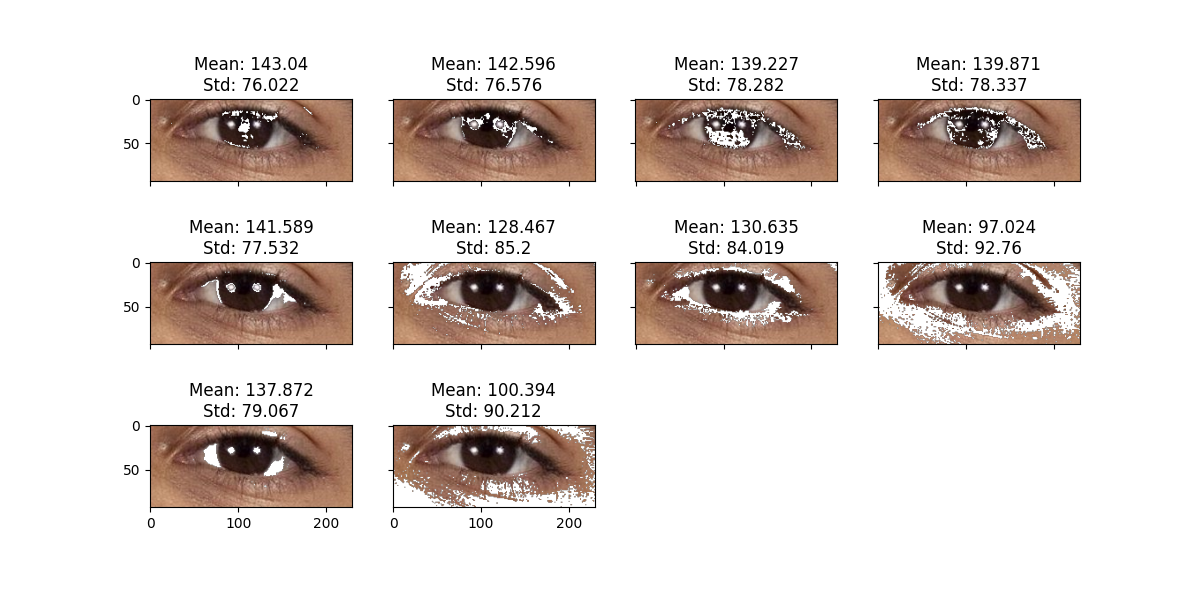 Mean: 143.04
Std: 76.022
Mean: 142.596
Std: 76.576
Mean: 139.227
Std: 78.282
Mean: 139.871
Std: 78.337
0
50
Mean: 141.589
Std: 77.532
Mean: 128.467
Std: 85.2
Mean: 130.635
Std: 84.019
Mean: 97.024
Std: 92.76
0
50
Mean: 137.872
Std: 79.067
Mean: 100.394
Std: 90.212
0
50
0 100 200
0 100 200